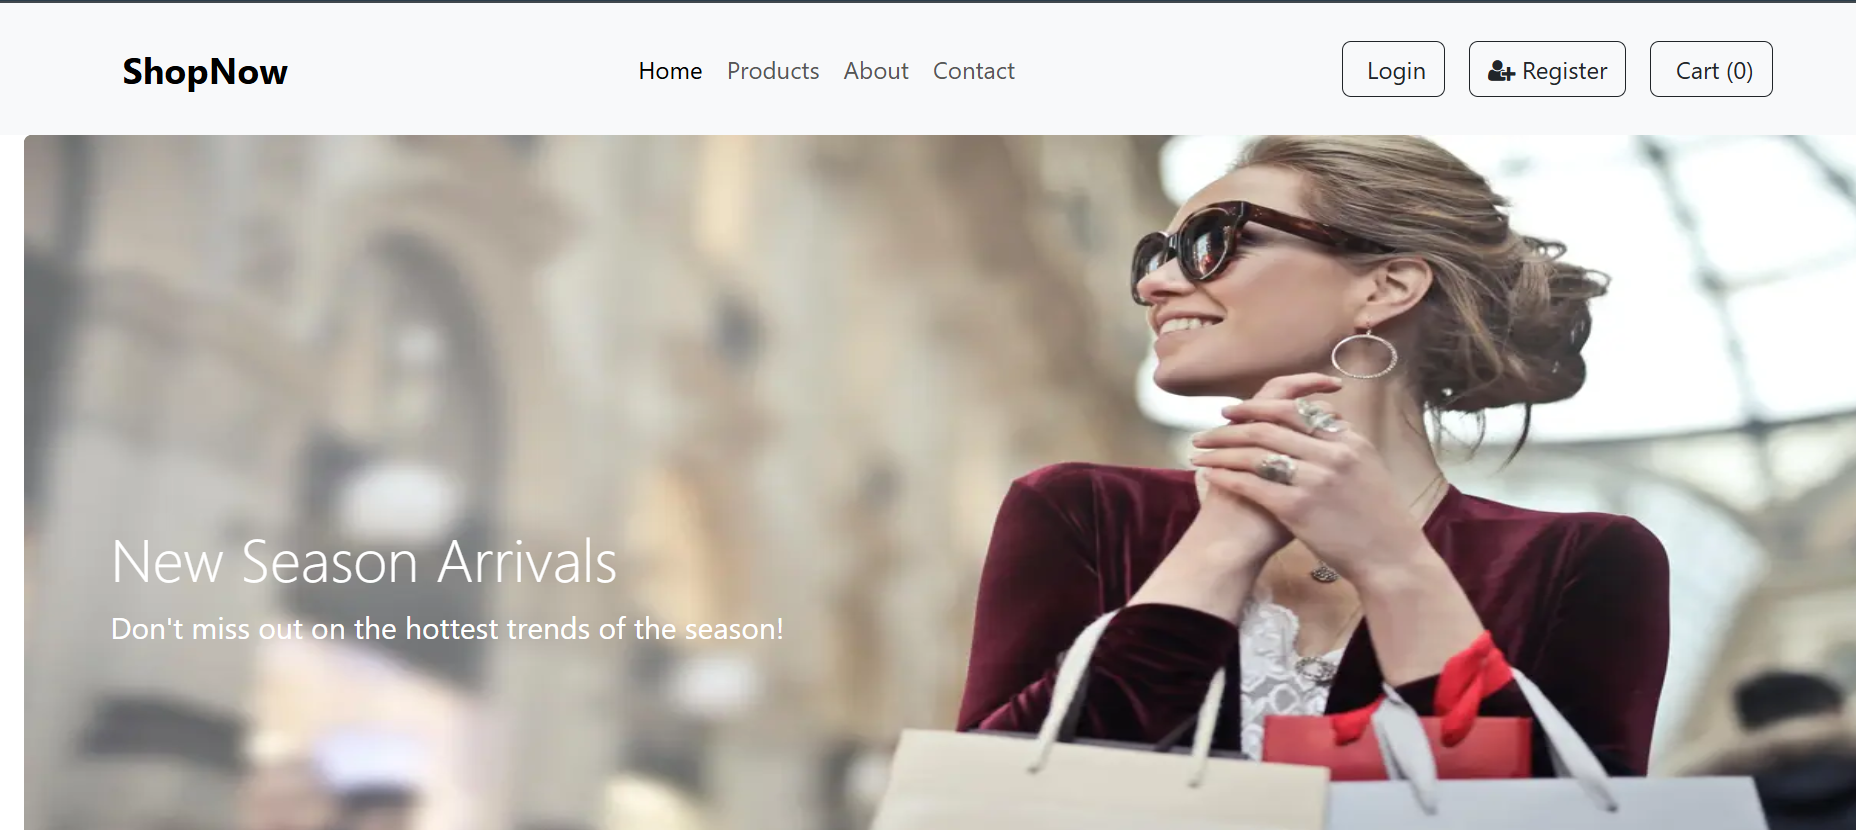 ShopNow Home Products About Contact Login Register Cart (0)
New Season Arrivals
Don't miss out on the hottest trends of the season!